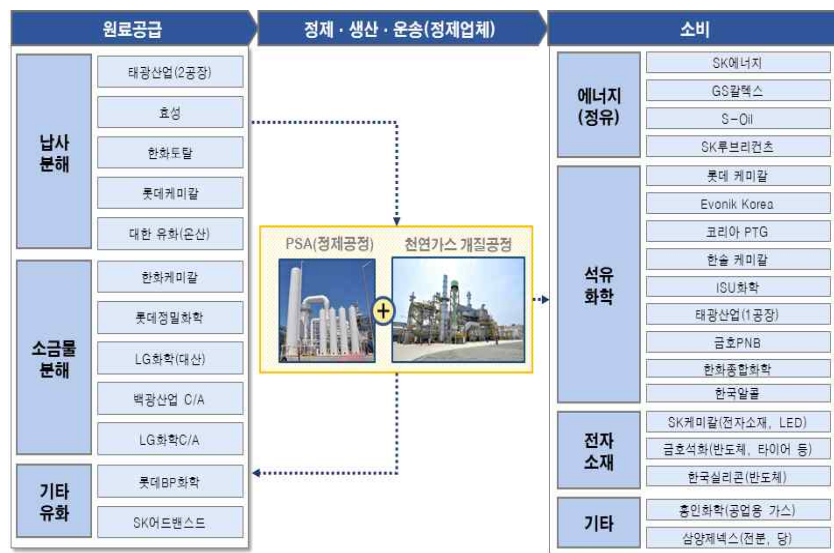 원료공급
정제 · 생산 · 운송(정제업체)
소비
납사
분해
태광산업(2공장)
효성
한화토탈
롯데케미칼
대한 유화(온산)
소금물
분해
한화케미칼
롯데정밀화학
LG화학(대산)
백광산업 C/A
LG화학C/A
기타
유화
롯데BP화학
SK어드밴스드
PSA(정제공정)
천연가스 개질공정
+
에너지
(정유)
SK에너지
GS칼텍스
S-Oil
SK루브리컨츠
석유
화학
롯데 케미칼
Evonik Korea
코리아 PTG
한솔 케미칼
ISU화학
태광산업(1공장)
금호PNB
한화종합화학
한국알콜
전자
소재
SK케미칼(전자소재, LED)
금호석화(반도체, 타이어 등)
한국실리콘(반도체)
기타
흥인화학(공업용 가스)
삼양제넥스(전분, 당)